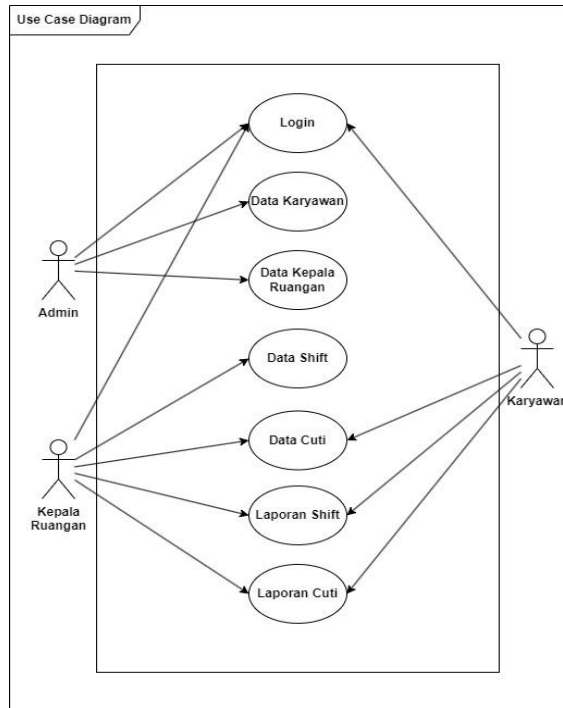 Use Case Diagram
Login
Data Karyawan
Admin
Data Kepala
Ruangan
Data Shift
Karyawan
Data Cuti
Kepala
Ruangan
Laporan Shift
Laporan Cuti